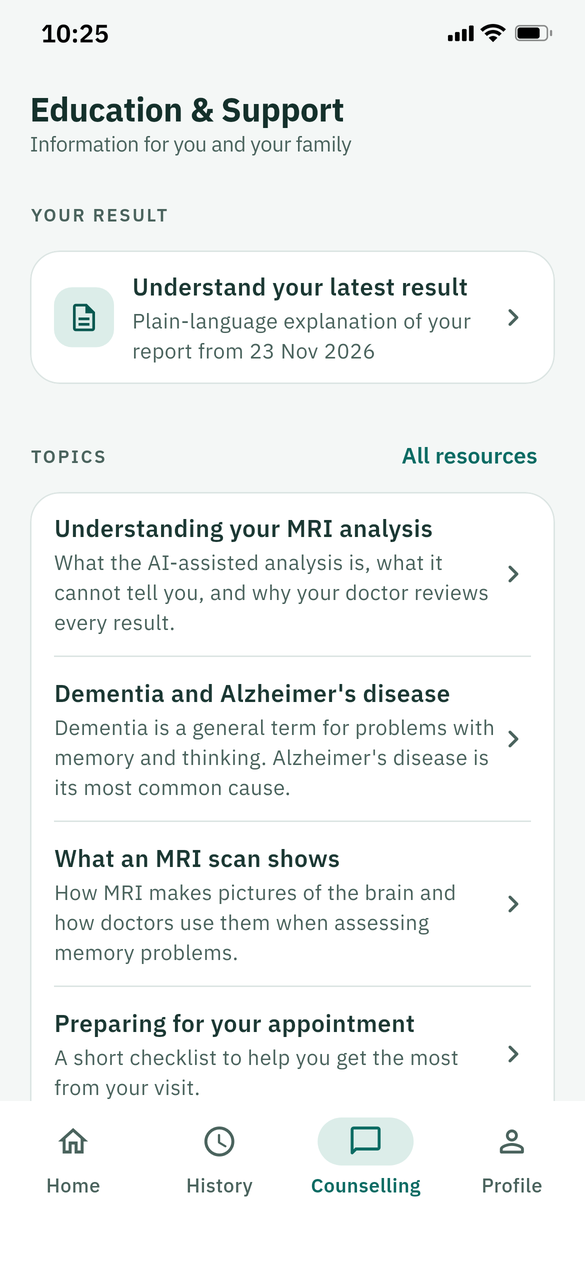 10:25
Education & Support
Information for you and your family
YOUR RESULT
Understand your latest result
Plain-language explanation of your
report from 23 Nov 2026
TOPICS
All resources
Understanding your MRI analysis
What the AI-assisted analysis is, what it
cannot tell you, and why your doctor reviews
every result.
Dementia and Alzheimer's disease
Dementia is a general term for problems with
memory and thinking. Alzheimer's disease is
its most common cause.
What an MRI scan shows
How MRI makes pictures of the brain and
how doctors use them when assessing
memory problems.
Preparing for your appointment
A short checklist to help you get the most
from your visit.
Home
History
Counselling
Profile